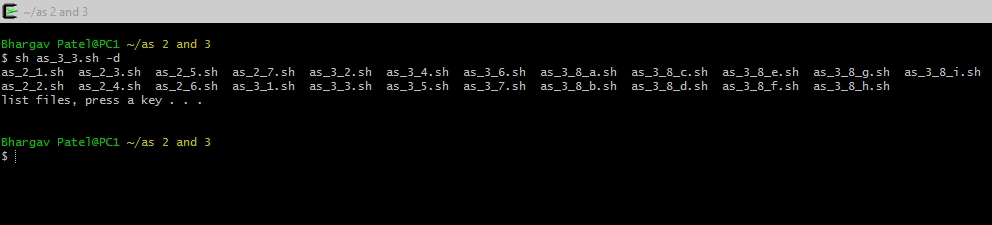 ~/as 2 and 3
Bhargav Patel@PC1 ~/as 2 and 3
$ sh as_3_3.sh -d
as_2_1.sh  as_2_3.sh  as_2_5.sh  as_2_7.sh  as_3_2.sh  as_3_4.sh  as_3_6.sh  as_3_8_a.sh  as_3_8_c.sh  as_3_8_e.sh  as_3_8_g.sh  as_3_8_i.sh
as_2_2.sh  as_2_4.sh  as_2_6.sh  as_3_1.sh  as_3_3.sh  as_3_5.sh  as_3_7.sh  as_3_8_b.sh  as_3_8_d.sh  as_3_8_f.sh  as_3_8_h.sh
list files, press a key . . .
Bhargav Patel@PC1 ~/as 2 and 3
$